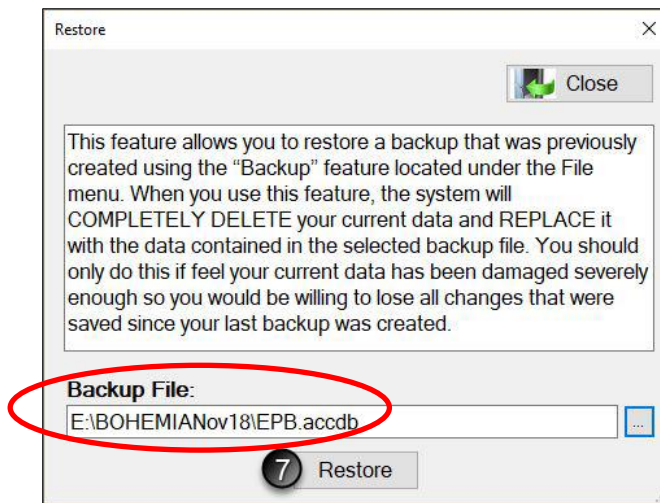 Restore
Close
This feature allows you to restore a backup that was previously
created using the “Backup” feature located under the File
menu. When you use this feature, the system will
COMPLETELY DELETE your current data and REPLACE it
with the data contained in the selected backup file. You should
only do this if feel your current data has been damaged severely
enough so you would be willing to lose all changes that were
saved since your last backup was created.
Backup File:
E:\BOHEMIANov18\EPB.accdb
...
7 Restore